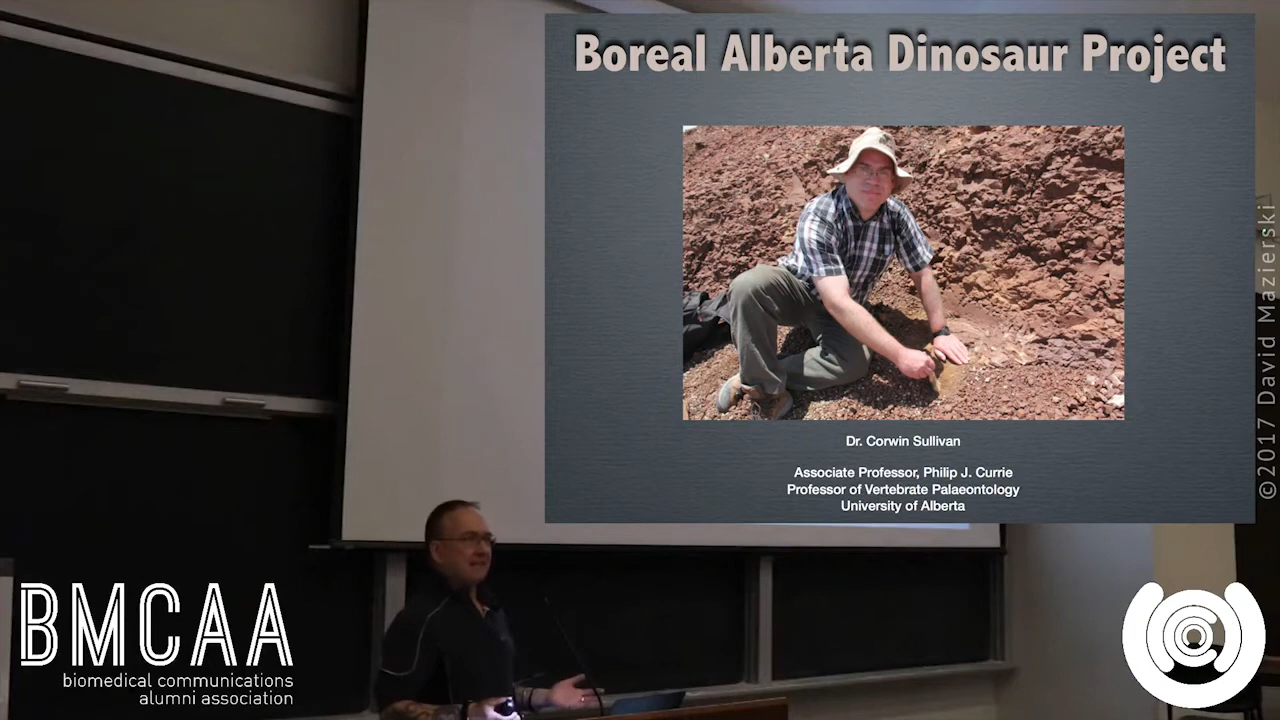 Boreal Alberta Dinosaur Project
Dr. Corwin Sullivan
Associate Professor, Philip J. Currie
Professor of Vertebrate Palaeontology
University of Alberta
©2017 David Mazierski
BMCAA
biomedical communications
alumni association